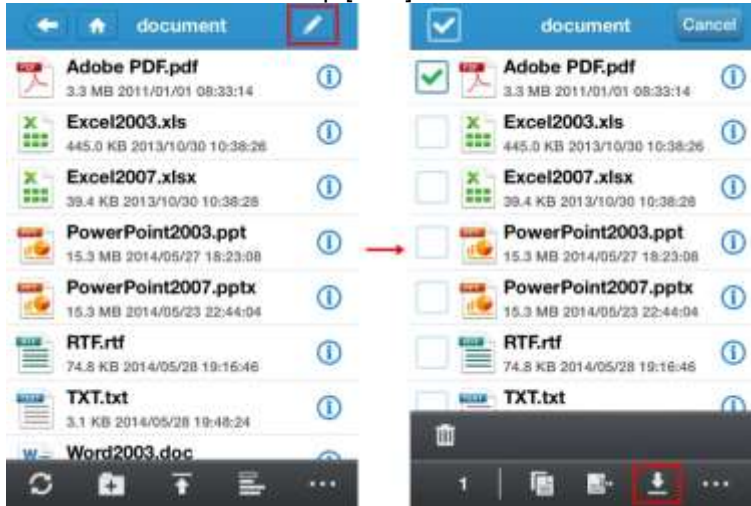 document
Adobe PDF.pdf
3.3 MB 2011/01/01 08:33:14
Excel2003.xls
445.0 KB 2013/10/30 10:38:26
Excel2007.xlsx
39.4 KB 2013/10/30 10:38:28
PowerPoint2003.ppt
15.3 MB 2014/05/27 18:23:08
PowerPoint2007.pptx
15.3 MB 2014/05/23 22:44:04
RTF.rtf
74.8 KB 2014/05/28 19:16:46
TXT.txt
3.1 KB 2014/05/28 19:48:24
Word2003.doc
document
Cancel
Adobe PDF.pdf
3.3 MB 2011/01/01 08:33:14
Excel2003.xls
445.0 KB 2013/10/30 10:38:26
Excel2007.xlsx
39.4 KB 2013/10/30 10:38:28
PowerPoint2003.ppt
15.3 MB 2014/05/27 18:23:08
PowerPoint2007.pptx
15.3 MB 2014/05/23 22:44:04
RTF.rtf
74.8 KB 2014/05/28 19:16:46
TXT.txt
1